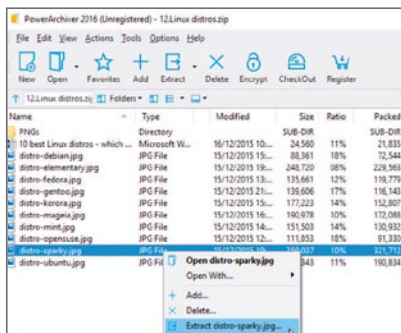 PowerArchiver 2016 (Unregistered) - 12.Linux distros.zip
File Edit View Actions Tools Options Help
New Open Favorites Add Extract Delete Encrypt CheckOut Register
12.Linux distros.zip Folders
Name Type Modified Size Ratio Packed
PNGs Directory SUB-DIR SUB-DIR
10 best Linux distros - which ... Microsoft W... 16/12/2015 10:... 24,560 11% 21,835
distro-debian.jpg JPG File 15/12/2015 15:... 88,361 18% 72,544
distro-elementary.jpg JPG File 15/12/2015 19:... 248,720 08% 229,563
distro-fedora.jpg JPG File 15/12/2015 13:... 135,661 12% 119,779
distro-gentoo.jpg JPG File 15/12/2015 21:... 139,606 17% 116,143
distro-korora.jpg JPG File 15/12/2015 15:... 177,223 14% 152,807
distro-mageia.jpg JPG File 15/12/2015 16:... 190,978 10% 172,088
distro-mint.jpg JPG File 15/12/2015 14:... 151,503 14% 130,932
distro-opensuse.jpg JPG File 15/12/2015 12:... 111,853 18% 91,330
distro-sparky.jpg JPG File 10% 321,712
distro-ubuntu.jpg JPG File 343 11% 190,834
Open distro-sparky.jpg
Open With...
Add...
Delete...
Extract distro-sparky.jpg...